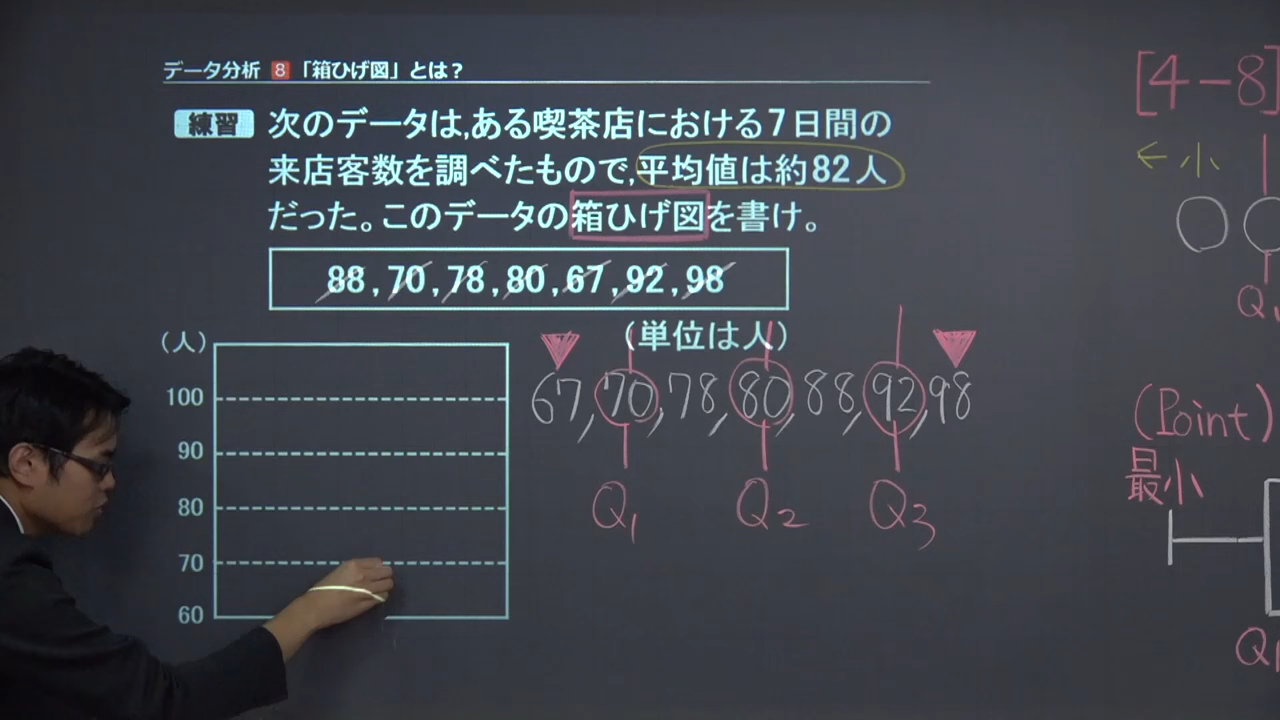 データ分析 8 「箱ひげ図」とは?
練習 次のデータは,ある喫茶店における7日間の
来店客数を調べたもので,平均値は約82人
だった。このデータの箱ひげ図を書け。
88,70,78,80,67,92,98
(単位は人)
(人)
100
90
80
70
60
67,70,78,80,88,92,98
Q1 Q2 Q3
[4-8]
←小
(Point)
最小